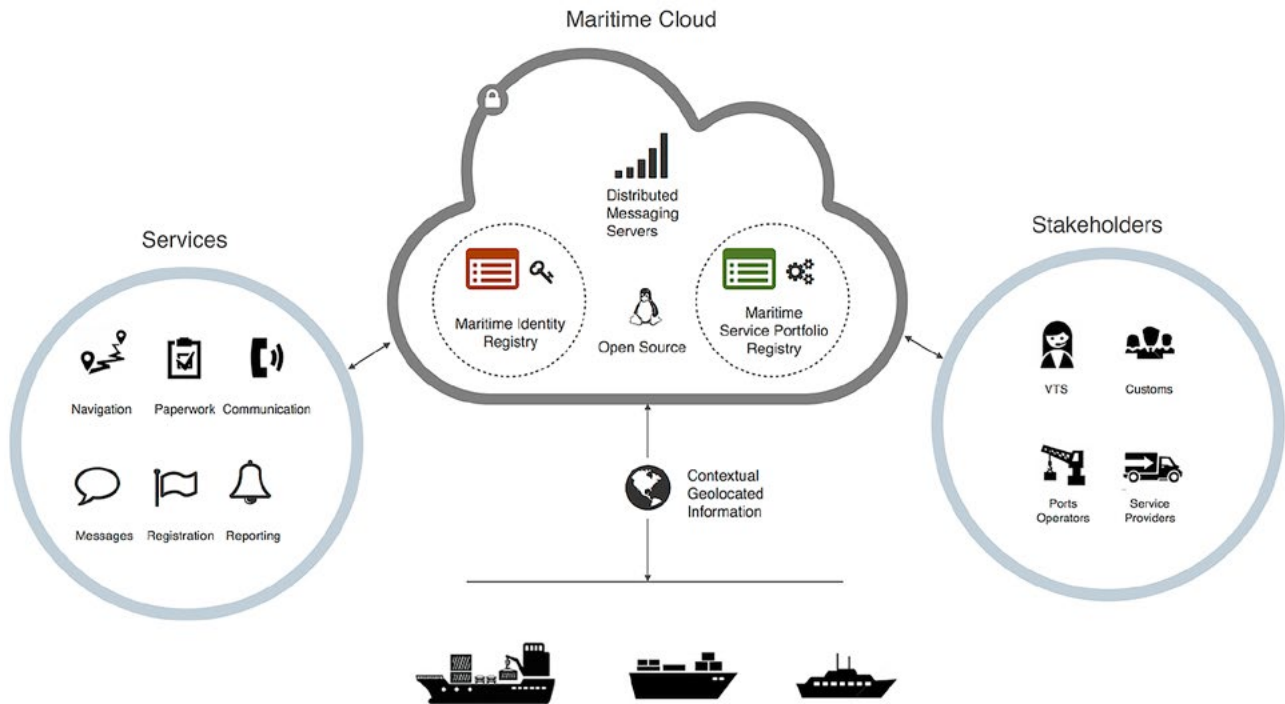 Maritime Cloud
Distributed
Messaging
Servers
Services
Stakeholders
Maritime Identity
Registry
Open Source
Maritime
Service Portfolio
Registry
Navigation
Paperwork
Communication
Messages
Registration
Reporting
VTS
Customs
Ports
Operators
Service
Providers
Contextual
Geolocated
Information